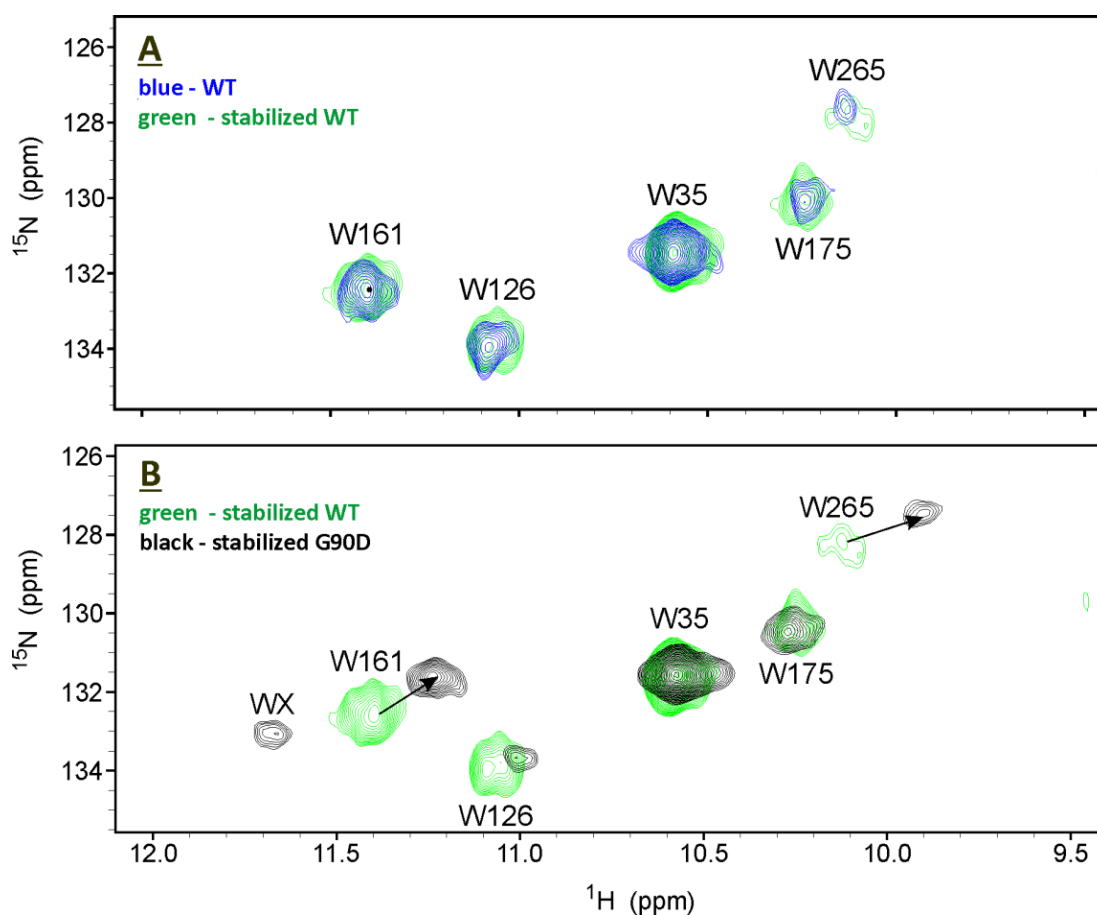 A
blue - WT
green - stabilized WT
126
128
130
132
134
15N (ppm)
W161
W126
W35
W175
W265
B
green - stabilized WT
black - stabilized G90D
126
128
130
132
134
15N (ppm)
WX
W161
W126
W35
W175
W265
12.0
11.5
11.0
10.5
10.0
9.5
1H (ppm)